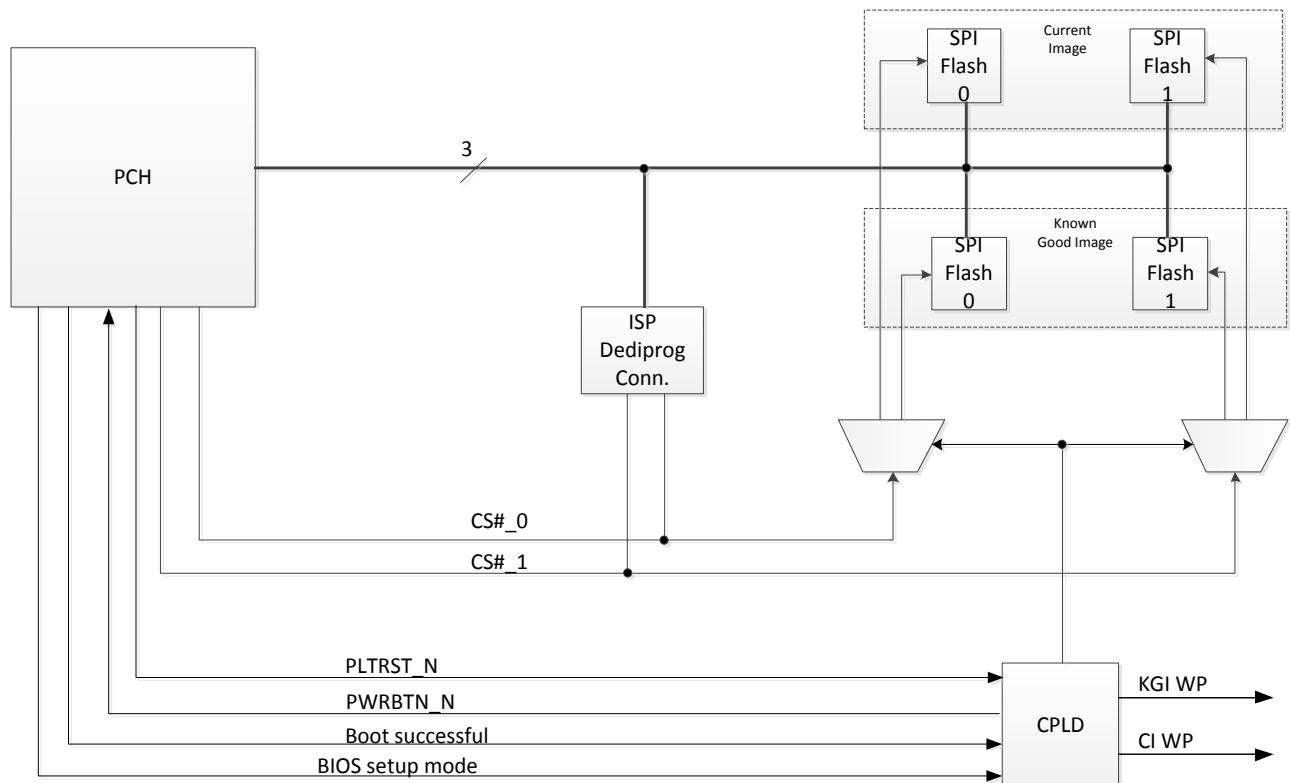 Current
Image
SPI
Flash
0
SPI
Flash
1
3
PCH
Known
Good Image
SPI
Flash
0
SPI
Flash
1
ISP
Dediprog
Conn.
CS#_0
CS#_1
PLTRST_N
PWRBTN_N
Boot successful
BIOS setup mode
CPLD
KGI WP
CI WP